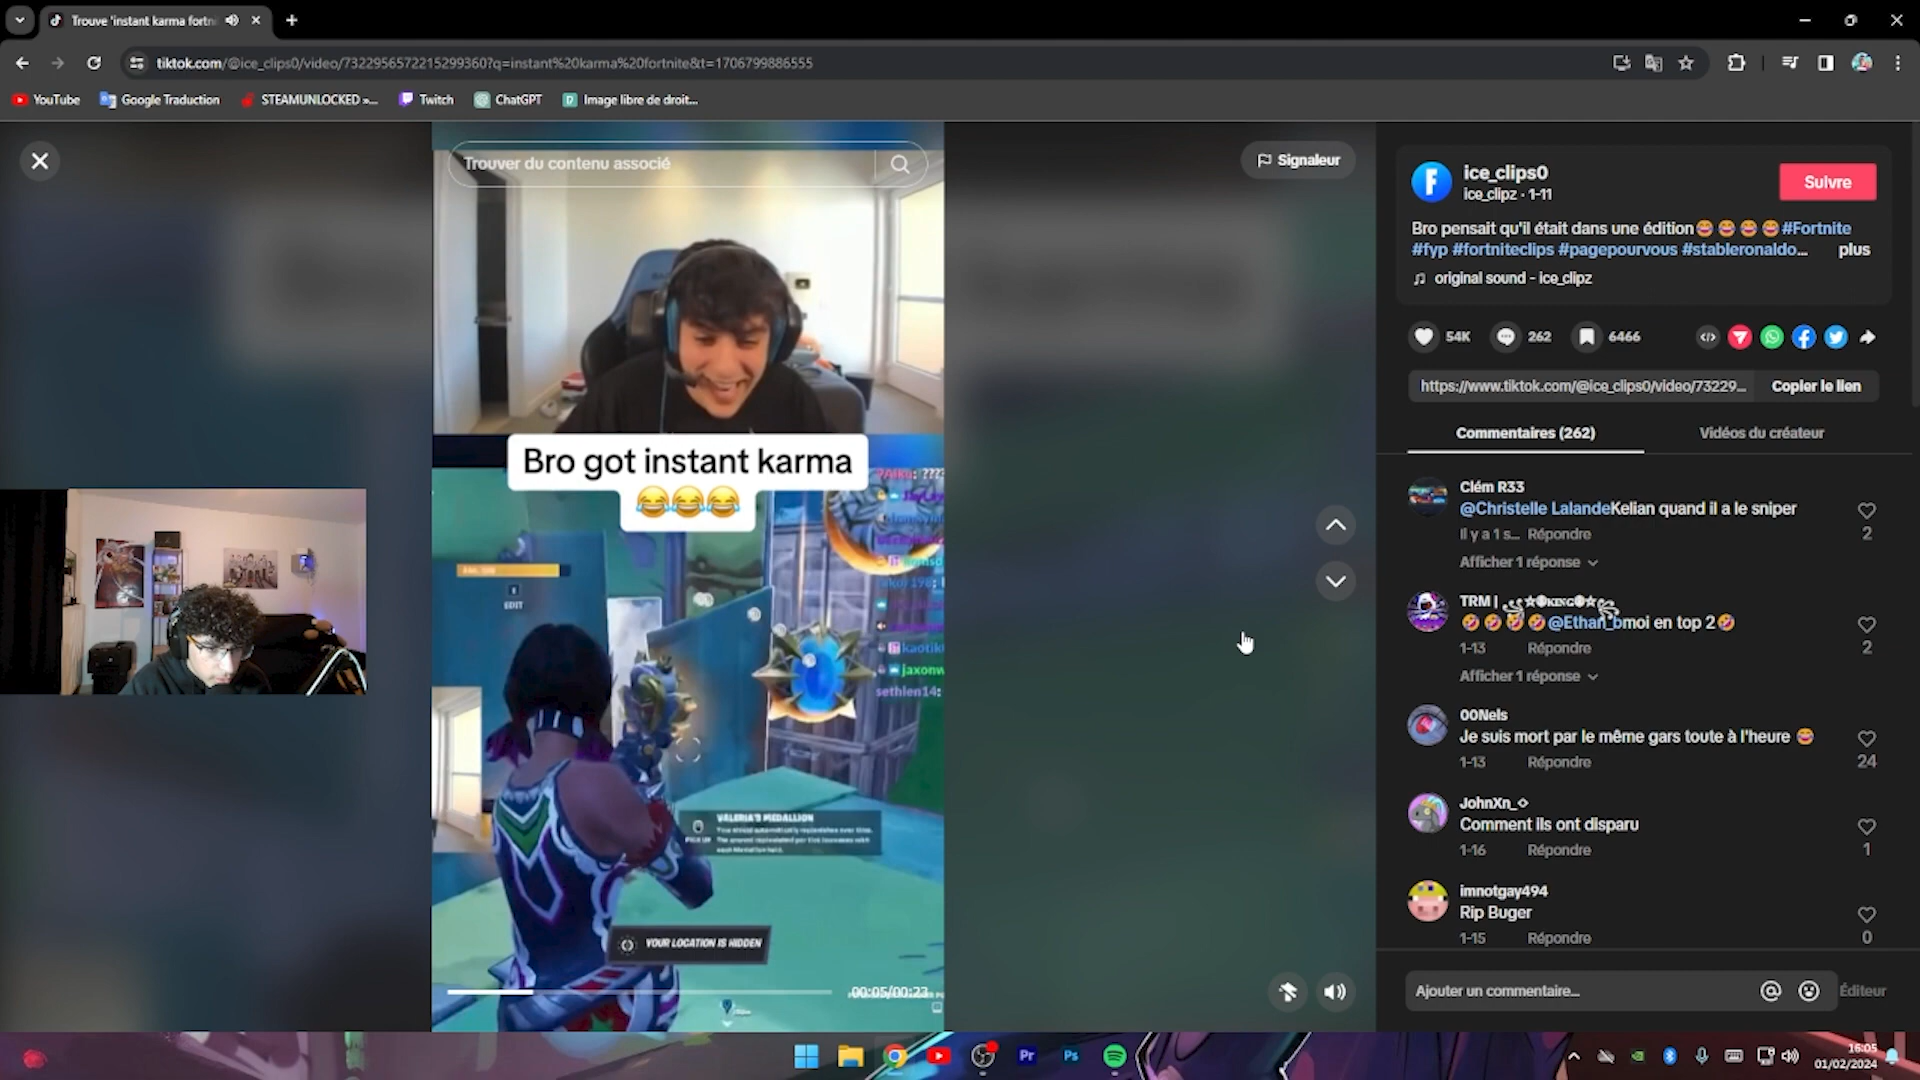 Trouve 'instant karma fortni
tiktok.com/@ice_clips0/video/7322956572215299360?q=instant%20karma%20fortnite&t=1706799886555
YouTube
Google Traduction
STEAMUNLOCKED »...
Twitch
ChatGPT
Image libre de droit...
Trouver du contenu associé
Signaleur
Bro got instant karma
😂😂😂
EDIT
kaotik
jaxonw
sethlen14:
VALERIA'S MEDALLION
PICK UP
YOUR LOCATION IS HIDDEN
00:05/00:23
ice_clips0
ice_clipz · 1-11
Suivre
Bro pensait qu'il était dans une édition😂😂😂😂#Fortnite
#fyp #fortniteclips #pagepourvous #stableronaldo...
plus
original sound - ice_clipz
54K
262
6466
https://www.tiktok.com/@ice_clips0/video/73229...
Copier le lien
Commentaires (262)
Vidéos du créateur
Clém R33
@Christelle LalandeKelian quand il a le sniper
Il y a 1 s...
Répondre
2
Afficher 1 réponse
TRM |
🤣🤣🤣🤣@Ethan_bmoi en top 2🤣
1-13
Répondre
2
Afficher 1 réponse
00Nels
Je suis mort par le même gars toute à l'heure 😂
1-13
Répondre
24
JohnXn_◇
Comment ils ont disparu
1-16
Répondre
1
imnotgay494
Rip Buger
1-15
Répondre
0
Ajouter un commentaire...
Éditeur
Pr
Ps
16:05
01/02/2024